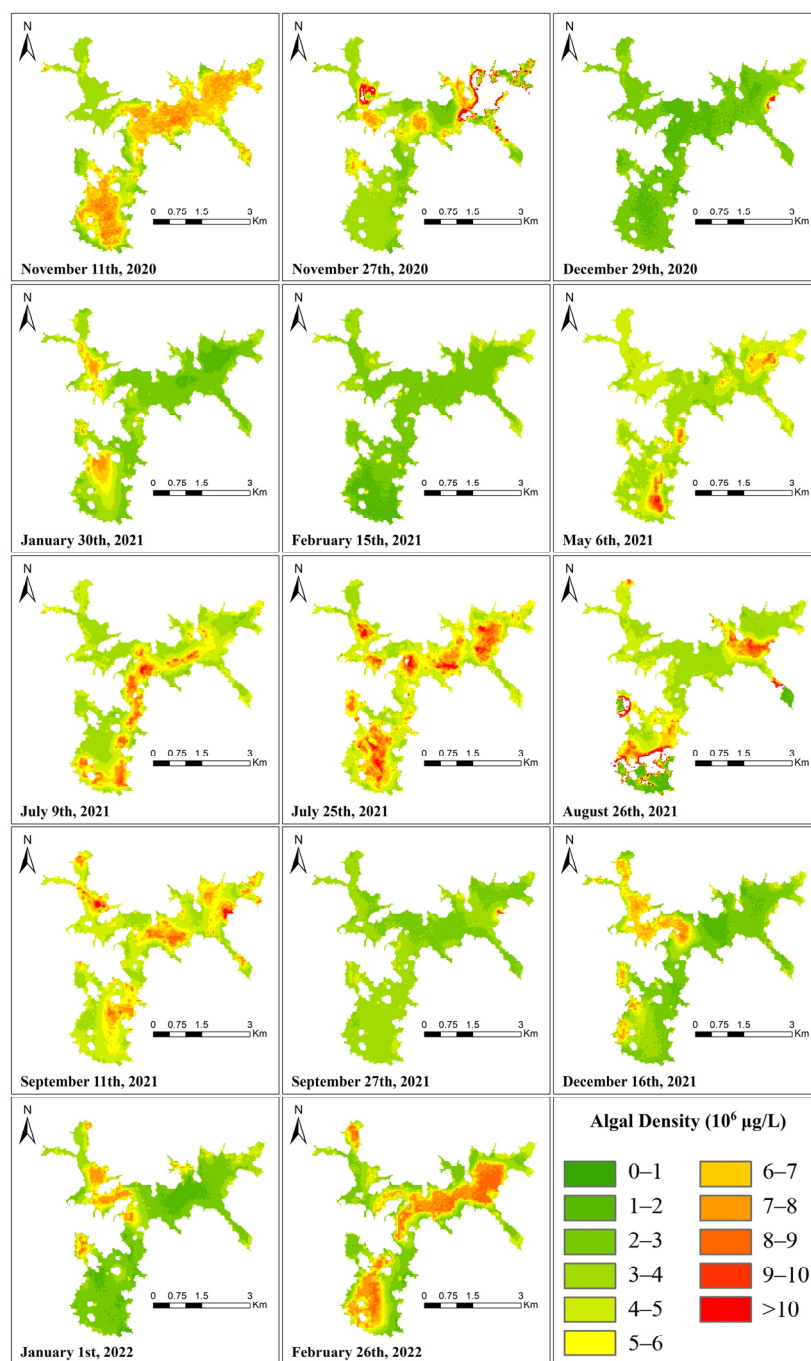 N
0 0.75 1.5 3
Km
November 11th, 2020
N
0 0.75 1.5 3
Km
November 27th, 2020
N
0 0.75 1.5 3
Km
December 29th, 2020
N
0 0.75 1.5 3
Km
January 30th, 2021
N
0 0.75 1.5 3
Km
February 15th, 2021
N
0 0.75 1.5 3
Km
May 6th, 2021
N
0 0.75 1.5 3
Km
July 9th, 2021
N
0 0.75 1.5 3
Km
July 25th, 2021
N
0 0.75 1.5 3
Km
August 26th, 2021
N
0 0.75 1.5 3
Km
September 11th, 2021
N
0 0.75 1.5 3
Km
September 27th, 2021
N
0 0.75 1.5 3
Km
December 16th, 2021
N
0 0.75 1.5 3
Km
January 1st, 2022
N
0 0.75 1.5 3
Km
February 26th, 2022
Algal Density (10⁶ µg/L)
0–1
1–2
2–3
3–4
4–5
5–6
6–7
7–8
8–9
9–10
>10